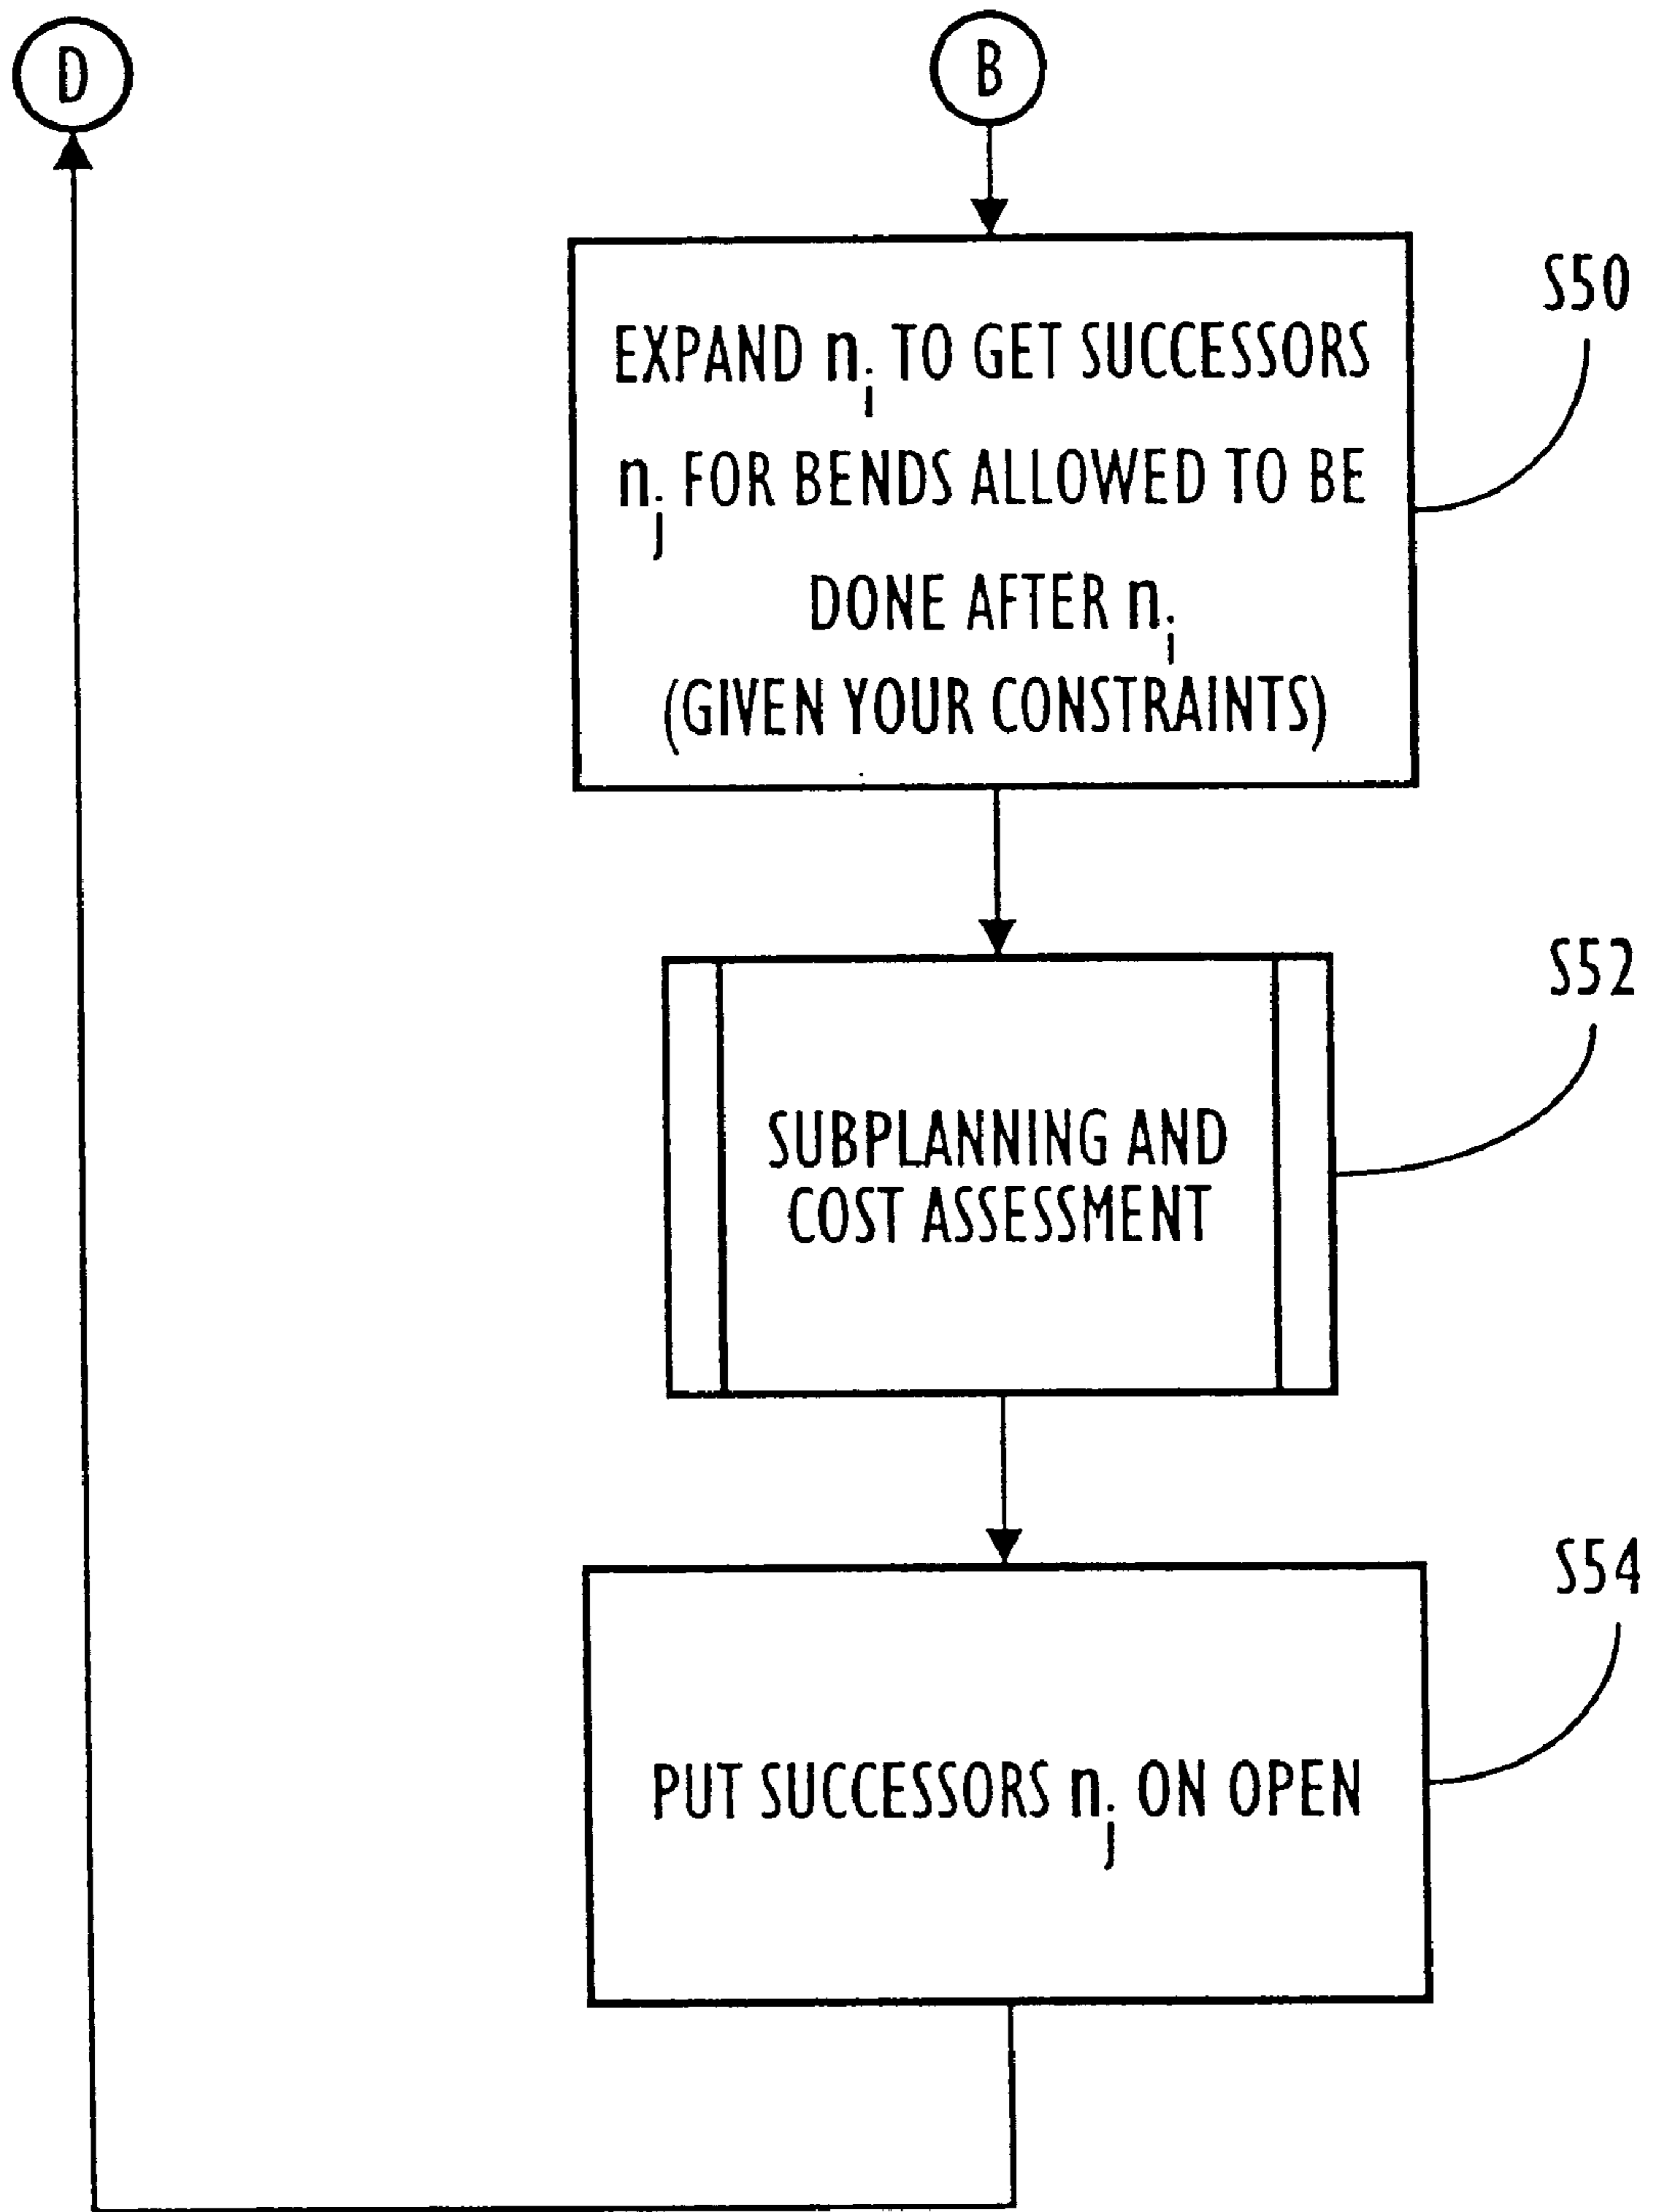 D
B
S50
EXPAND nᵢ TO GET SUCCESSORS
nⱼ FOR BENDS ALLOWED TO BE
DONE AFTER nᵢ
(GIVEN YOUR CONSTRAINTS)
S52
SUBPLANNING AND
COST ASSESSMENT
S54
PUT SUCCESSORS nⱼ ON OPEN